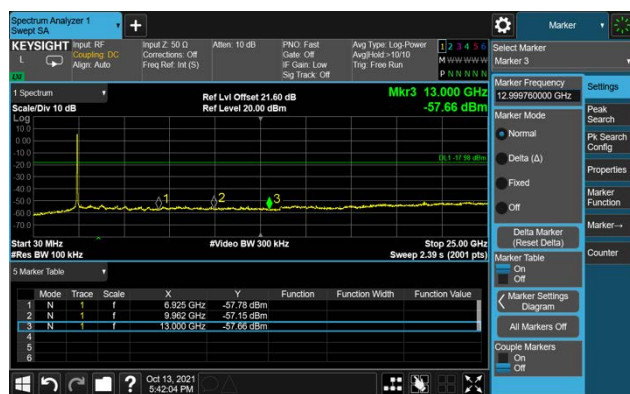 Spectrum Analyzer 1
Swept SA
Marker
KEYSIGHT
L
Input: RF
Coupling: DC
Align: Auto
Input Z: 50 Ω
Corrections: Off
Freq Ref: Int (S)
Atten: 10 dB
PNO: Fast
Gate: Off
IF Gain: Low
Sig Track: Off
Avg Type: Log-Power
Avg|Hold:>10/10
Trig: Free Run
1 2 3 4 5 6
M W W W W W
P N N N N N
Select Marker
Marker 3
1 Spectrum
Scale/Div 10 dB
Ref Lvl Offset 21.60 dB
Ref Level 20.00 dBm
Mkr3 13.000 GHz
-57.66 dBm
Log
10.0
0.00
-10.0
-20.0
-30.0
-40.0
-50.0
-60.0
-70.0
DL1 -17.98 dBm
1
2
3
Start 30 MHz
#Res BW 100 kHz
#Video BW 300 kHz
Stop 25.00 GHz
Sweep 2.39 s (2001 pts)
5 Marker Table
Mode Trace Scale X Y Function Function Width Function Value
1 N 1 f 6.925 GHz -57.78 dBm
2 N 1 f 9.962 GHz -57.15 dBm
3 N 1 f 13.000 GHz -57.66 dBm
4
5
6
Marker Frequency
12.999760000 GHz
Marker Mode
Normal
Delta (Δ)
Fixed
Off
Delta Marker
(Reset Delta)
Marker Table
On
Off
Marker Settings
Diagram
All Markers Off
Couple Markers
On
Off
Settings
Peak
Search
Pk Search
Config
Properties
Marker
Function
Marker→
Counter
?
Oct 13, 2021
5:42:04 PM